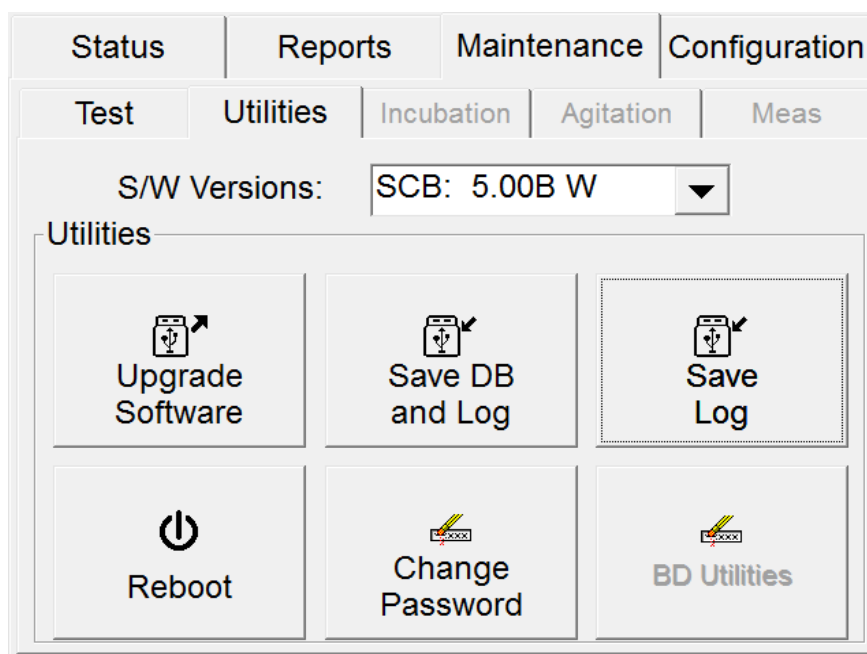 Status Reports Maintenance Configuration
Test Utilities Incubation Agitation Meas
S/W Versions: SCB: 5.00B W
Utilities
Upgrade Software
Save DB and Log
Save Log
Reboot
Change Password
BD Utilities